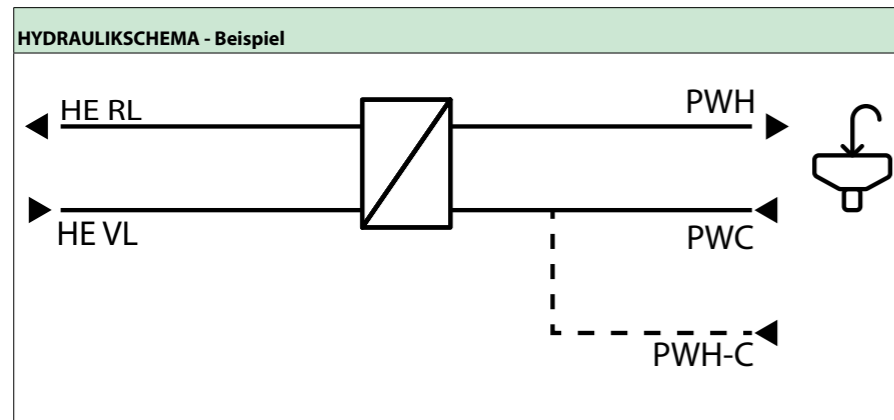 HYDRAULIKSCHEMA - Beispiel
HE RL
PWH
HE VL
PWC
PWH-C